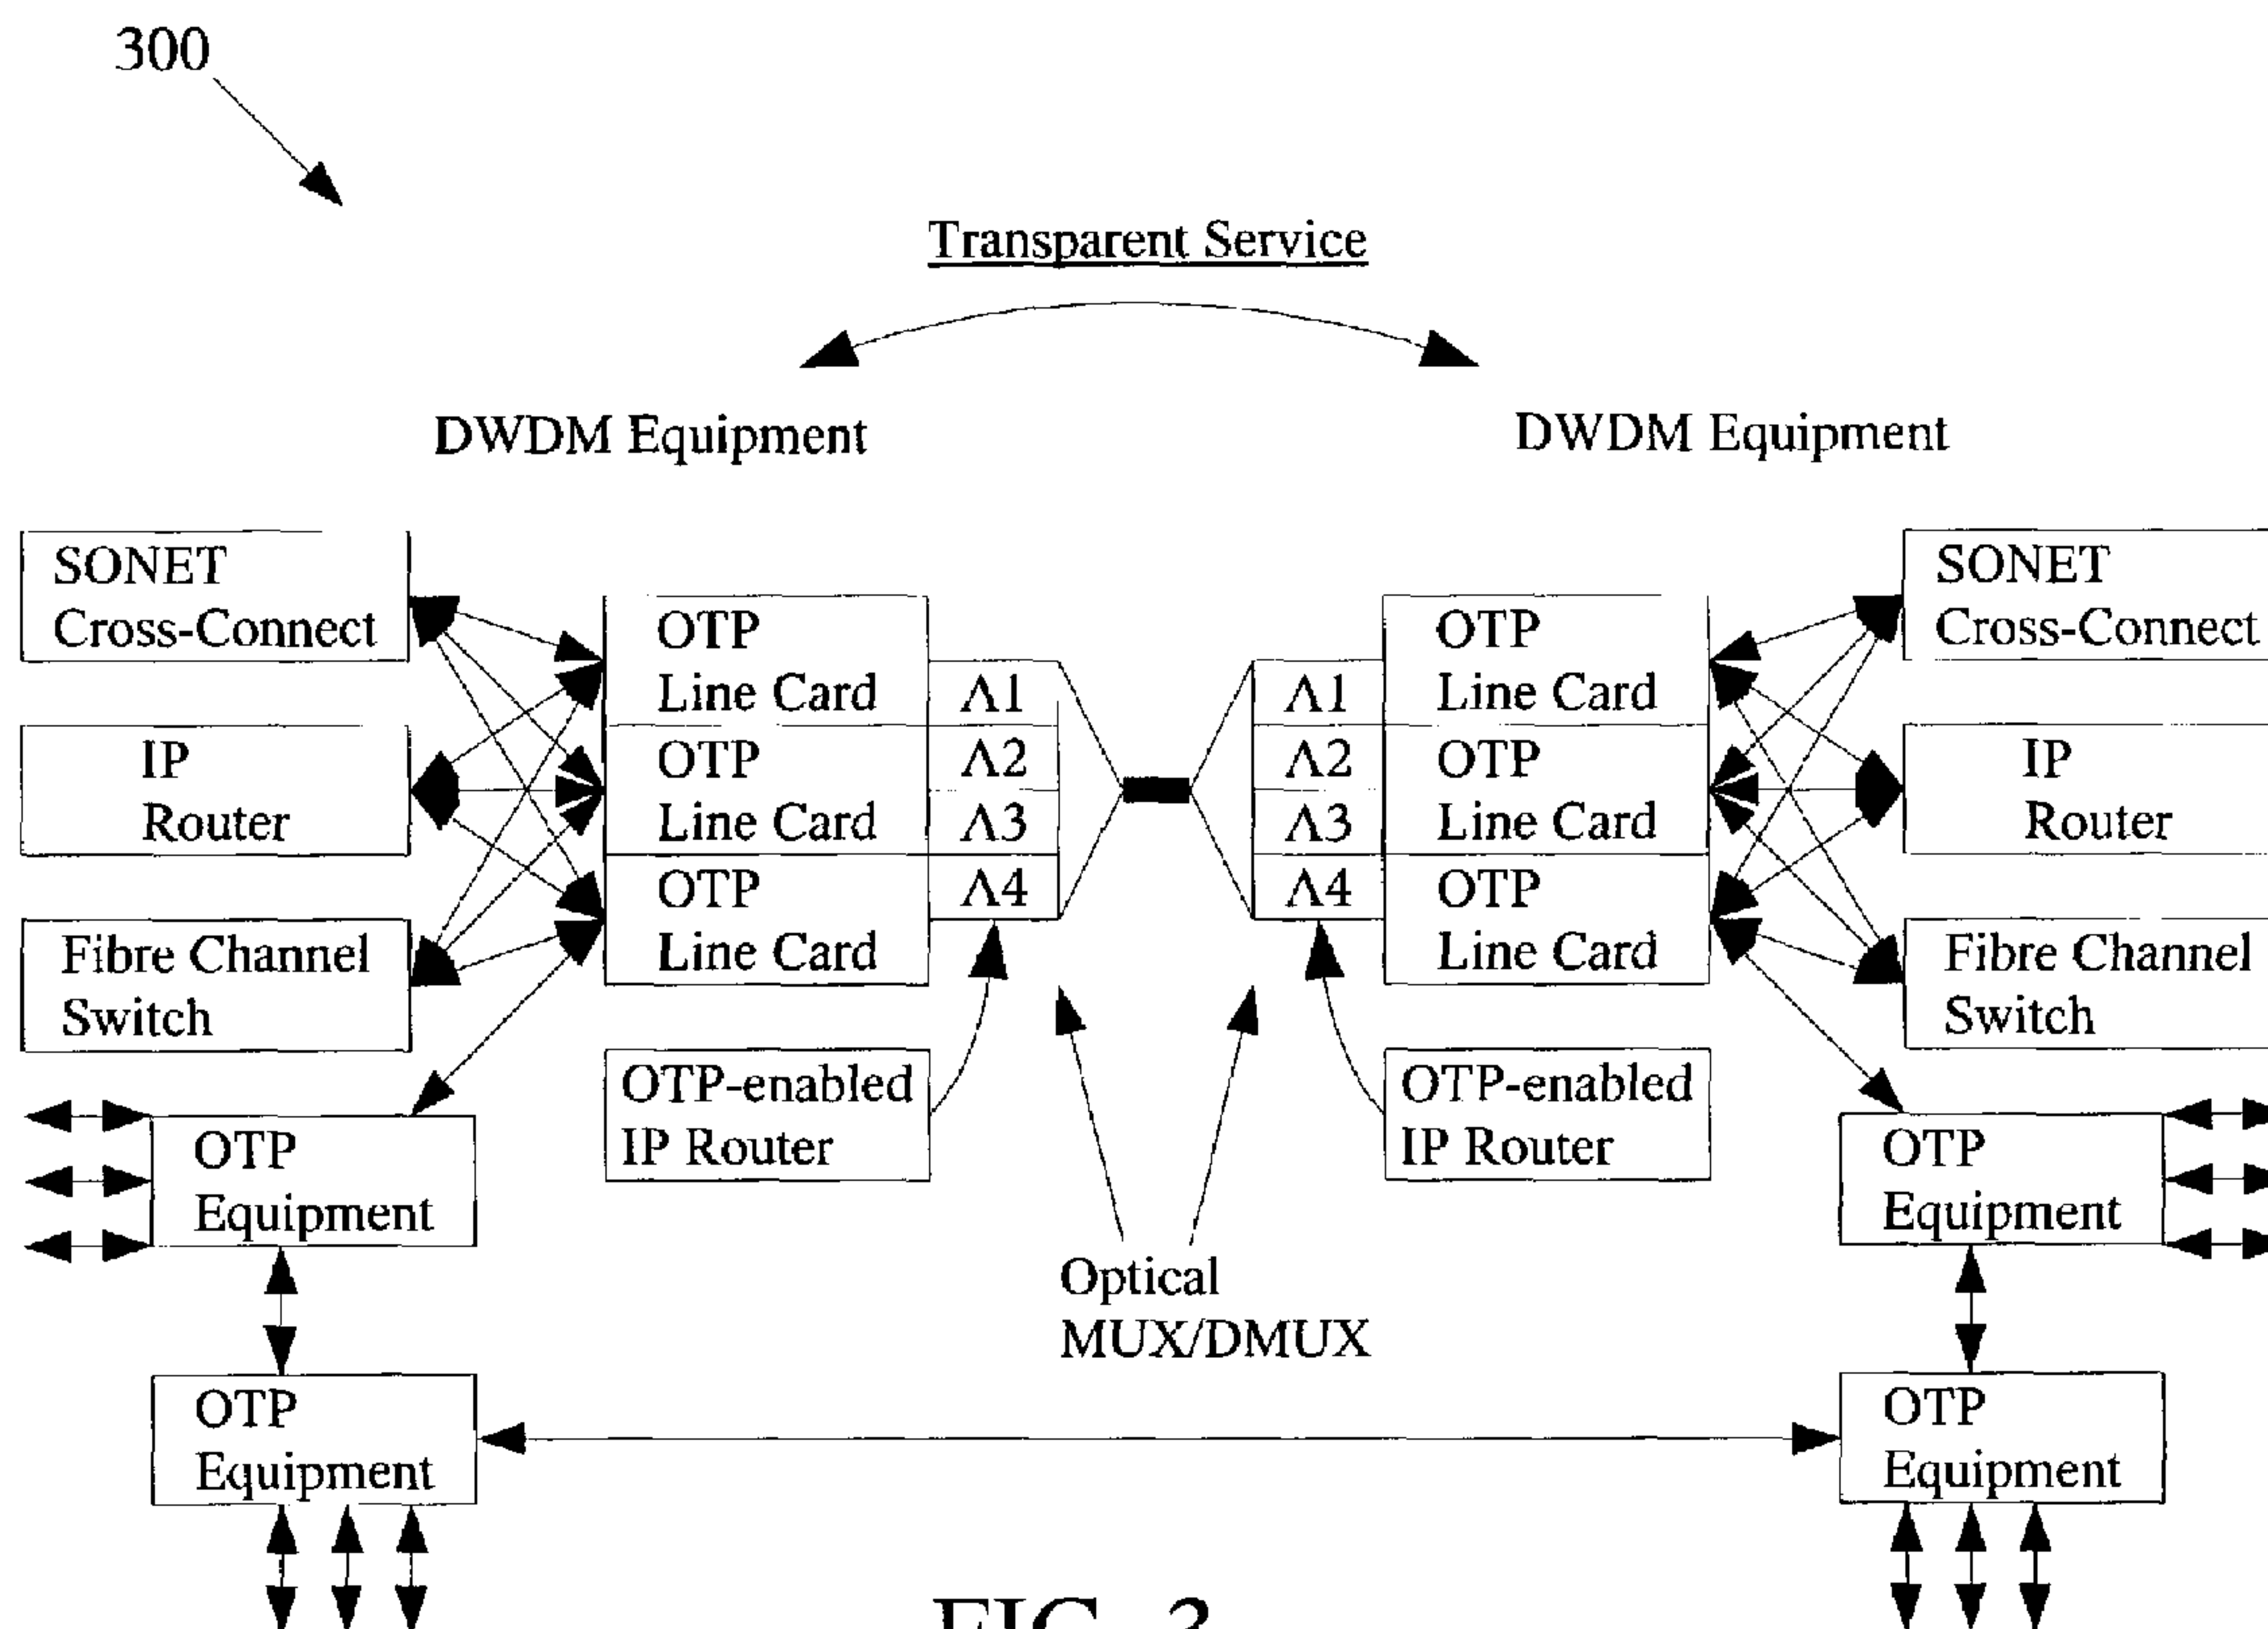 300
Transparent Service
DWDM Equipment
DWDM Equipment
SONET
Cross-Connect
IP
Router
Fibre Channel
Switch
OTP
Line Card
OTP
Line Card
OTP
Line Card
Λ1
Λ2
Λ3
Λ4
Λ1
Λ2
Λ3
Λ4
OTP
Line Card
OTP
Line Card
OTP
Line Card
SONET
Cross-Connect
IP
Router
Fibre Channel
Switch
OTP-enabled
IP Router
OTP-enabled
IP Router
OTP
Equipment
OTP
Equipment
Optical
MUX/DMUX
OTP
Equipment
OTP
Equipment
FIG. 3